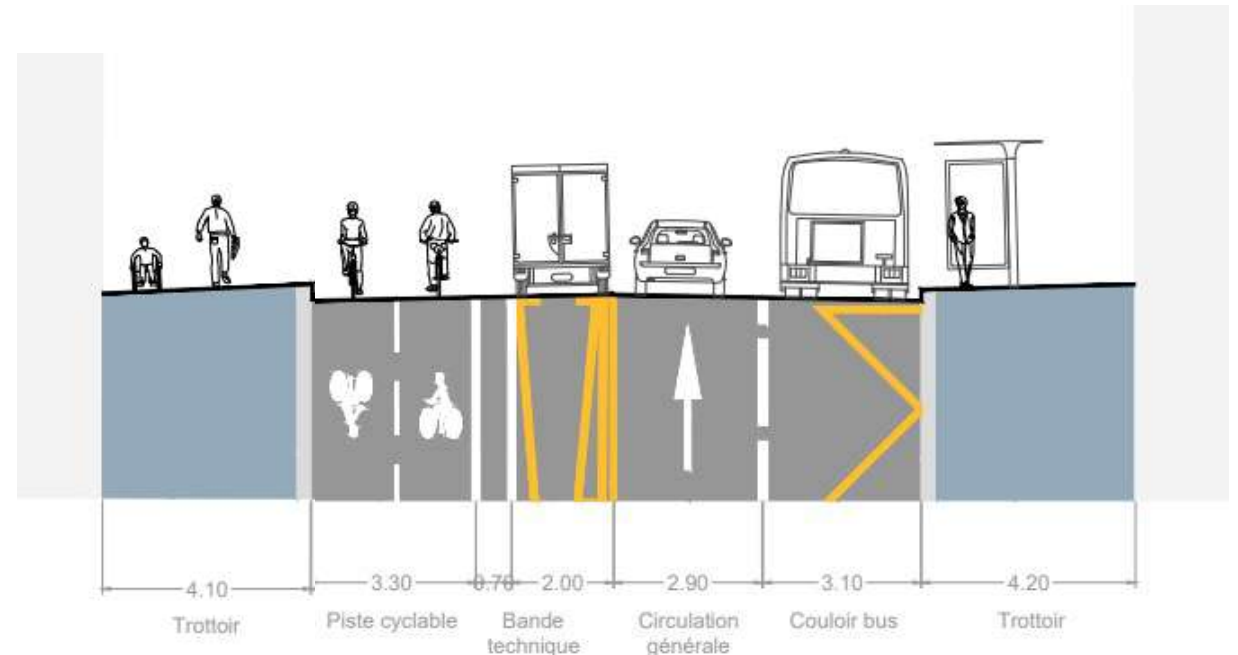 4.10
3.30
0.70
2.00
2.90
3.10
4.20
Trottoir
Piste cyclable
Bande
technique
Circulation
générale
Couloir bus
Trottoir